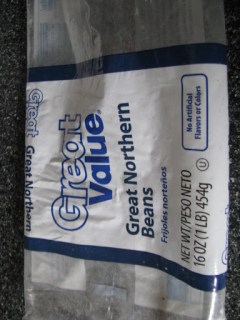 Great
Value®
Great Northern
Beans
Frijoles norteños
No Artificial
Flavors or Colors
NET WT/PESO NETO
16 OZ (1 LB) 454g
U
Great
Great Northern